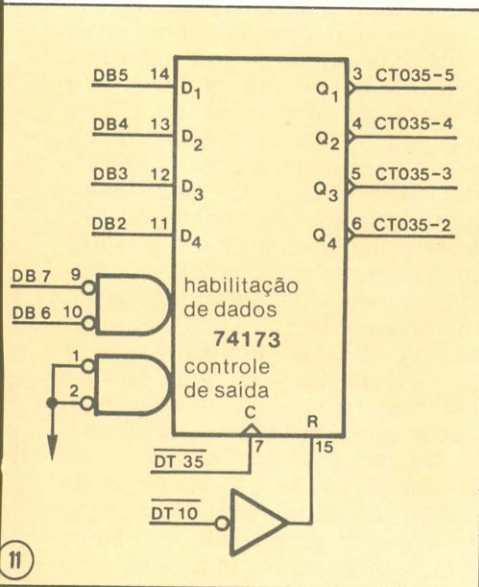 DB5 14 D1 Q1 3 CT035-5
DB4 13 D2 Q2 4 CT035-4
DB3 12 D3 Q3 5 CT035-3
DB2 11 D4 Q4 6 CT035-2
DB 7 9 habilitação
DB 6 10 de dados
74173
1 controle
2 de saída
C R
7 15
DT 35
DT 10
11